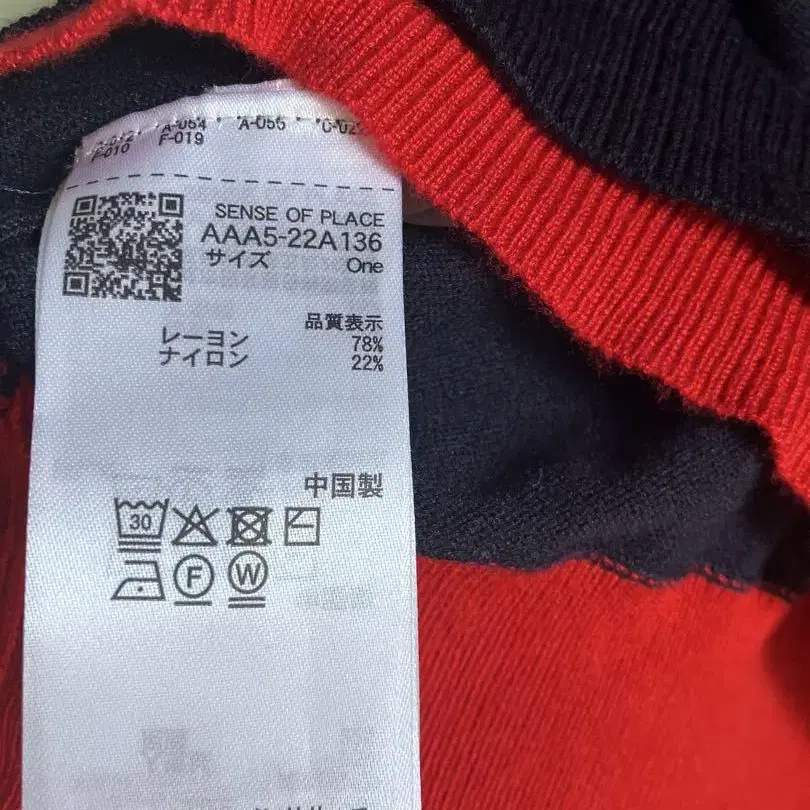 A-054 A-055
F-010 F-019
SENSE OF PLACE
AAA5-22A136
サイズ One
品質表示
レーヨン 78%
ナイロン 22%
中国製
30
F W